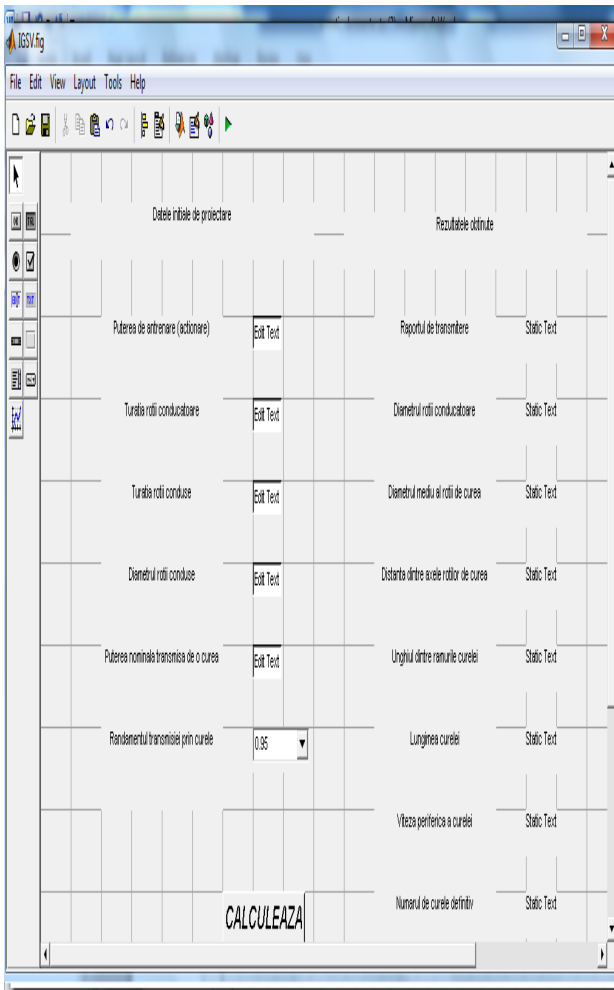 IGSV.fig
File Edit View Layout Tools Help
Datele initiale de proiectare
Rezultatele obtinute
Puterea de antrenare (actionare)
Edit Text
Raportul de transmitere
Static Text
Turatia rotii conducatoare
Edit Text
Diametrul rotii conducatoare
Static Text
Turatia rotii conduse
Edit Text
Diametrul mediu al rotii de curea
Static Text
Diametrul rotii conduse
Edit Text
Distanta dintre axele rotilor de curea
Static Text
Puterea nominala transmisa de o curea
Edit Text
Unghiul dintre ramurile curelei
Static Text
Randamentul transmisiei prin curele
0.95
Lungimea curelei
Static Text
Viteza periferica a curelei
Static Text
CALCULEAZA
Numarul de curele definitiv
Static Text